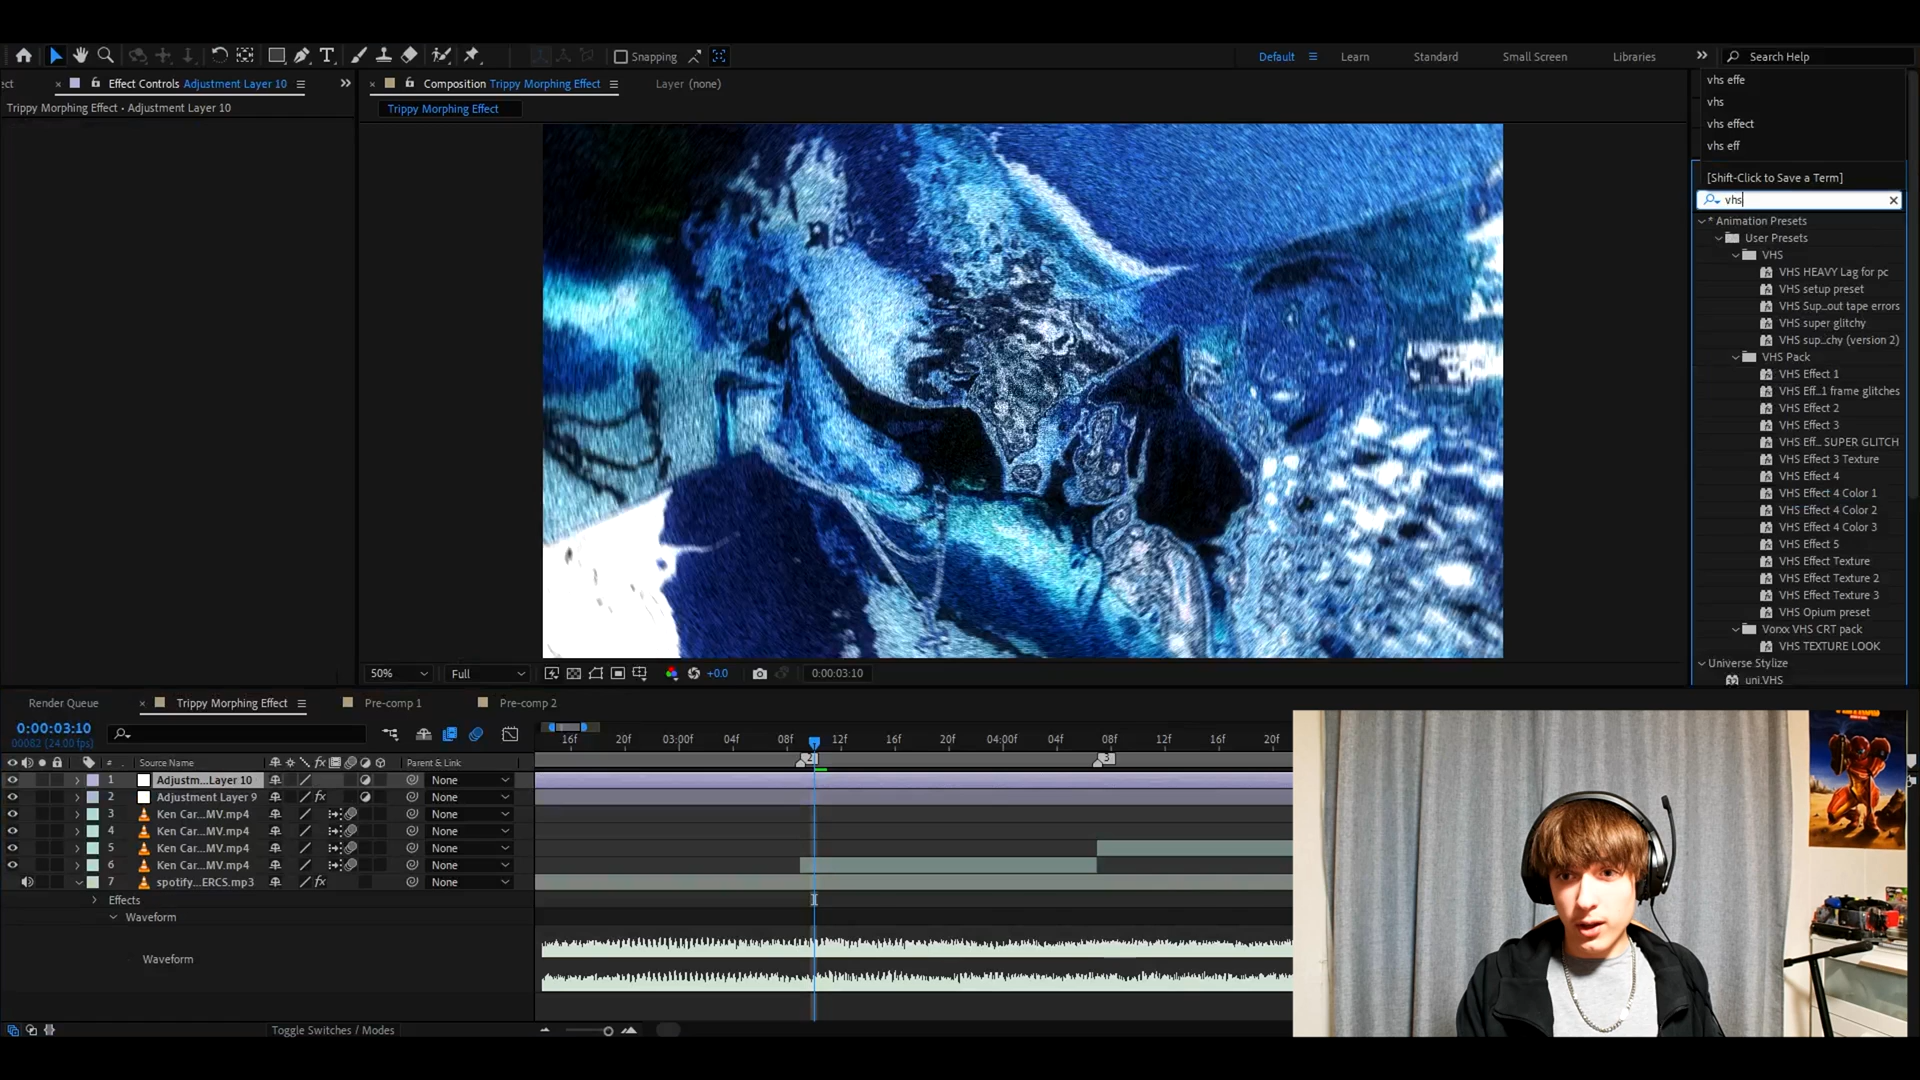 Snapping
Default
Learn
Standard
Small Screen
Libraries
Search Help
ect
Effect Controls Adjustment Layer 10
Composition Trippy Morphing Effect
Layer (none)
Trippy Morphing Effect • Adjustment Layer 10
Trippy Morphing Effect
vhs effe
vhs
vhs effect
vhs eff
[Shift-Click to Save a Term]
vhs
* Animation Presets
User Presets
VHS
VHS HEAVY Lag for pc
VHS setup preset
VHS Sup...out tape errors
VHS super glitchy
VHS sup...chy (version 2)
VHS Pack
VHS Effect 1
VHS Eff...1 frame glitches
VHS Effect 2
VHS Effect 3
VHS Eff... SUPER GLITCH
VHS Effect 3 Texture
VHS Effect 4
VHS Effect 4 Color 1
VHS Effect 4 Color 2
VHS Effect 4 Color 3
VHS Effect 5
VHS Effect Texture
VHS Effect Texture 2
VHS Effect Texture 3
VHS Opium preset
Vorxx VHS CRT pack
VHS TEXTURE LOOK
Universe Stylize
uni.VHS
50%
Full
+0.0
0:00:03:10
Render Queue
Trippy Morphing Effect
Pre-comp 1
Pre-comp 2
0:00:03:10
00082 (24.00 fps)
16f 20f 03:00f 04f 08f 12f 16f 20f 04:00f 04f 08f 12f 16f 20f
2 3
# Source Name Parent & Link
1 Adjustm...Layer 10 None
2 Adjustment Layer 9 None
3 Ken Car...MV.mp4 None
4 Ken Car...MV.mp4 None
5 Ken Car...MV.mp4 None
6 Ken Car...MV.mp4 None
7 spotify...ERCS.mp3 None
Effects
Waveform
Waveform
Toggle Switches / Modes